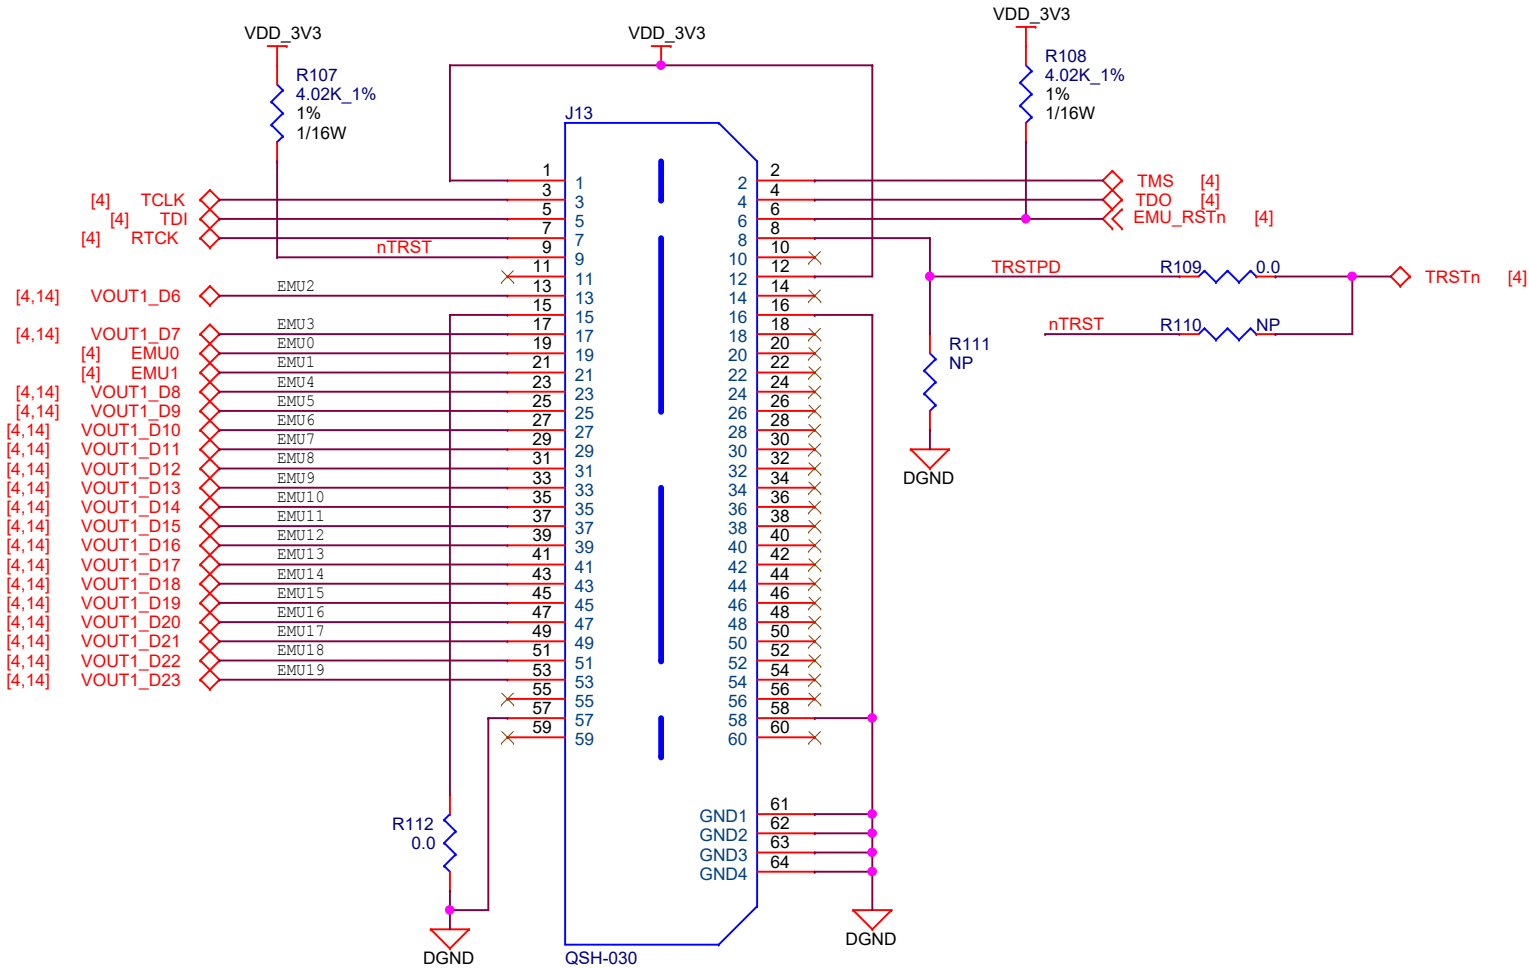 VDD_3V3
VDD_3V3
VDD_3V3
R107
4.02K_1%
1%
1/16W
R108
4.02K_1%
1%
1/16W
J13
1 1 2 2 TMS [4]
[4] TCLK 3 3 4 4 TDO [4]
[4] TDI 5 5 6 6 EMU_RSTn [4]
[4] RTCK 7 7 8 8
nTRST 9 9 10 10
11 11 12 12 TRSTPD R109 0.0 TRSTn [4]
[4,14] VOUT1_D6 EMU2 13 13 14 14
15 15 16 16
[4,14] VOUT1_D7 EMU3 17 17 18 18 nTRST R110 NP
[4] EMU0 EMU0 19 19 20 20 R111
NP
[4] EMU1 EMU1 21 21 22 22
[4,14] VOUT1_D8 EMU4 23 23 24 24
[4,14] VOUT1_D9 EMU5 25 25 26 26
[4,14] VOUT1_D10 EMU6 27 27 28 28
[4,14] VOUT1_D11 EMU7 29 29 30 30
[4,14] VOUT1_D12 EMU8 31 31 32 32
DGND
[4,14] VOUT1_D13 EMU9 33 33 34 34
[4,14] VOUT1_D14 EMU10 35 35 36 36
[4,14] VOUT1_D15 EMU11 37 37 38 38
[4,14] VOUT1_D16 EMU12 39 39 40 40
[4,14] VOUT1_D17 EMU13 41 41 42 42
[4,14] VOUT1_D18 EMU14 43 43 44 44
[4,14] VOUT1_D19 EMU15 45 45 46 46
[4,14] VOUT1_D20 EMU16 47 47 48 48
[4,14] VOUT1_D21 EMU17 49 49 50 50
[4,14] VOUT1_D22 EMU18 51 51 52 52
[4,14] VOUT1_D23 EMU19 53 53 54 54
55 55 56 56
57 57 58 58
59 59 60 60
GND1 61
GND2 62
GND3 63
GND4 64
R112
0.0
DGND
DGND
QSH-030